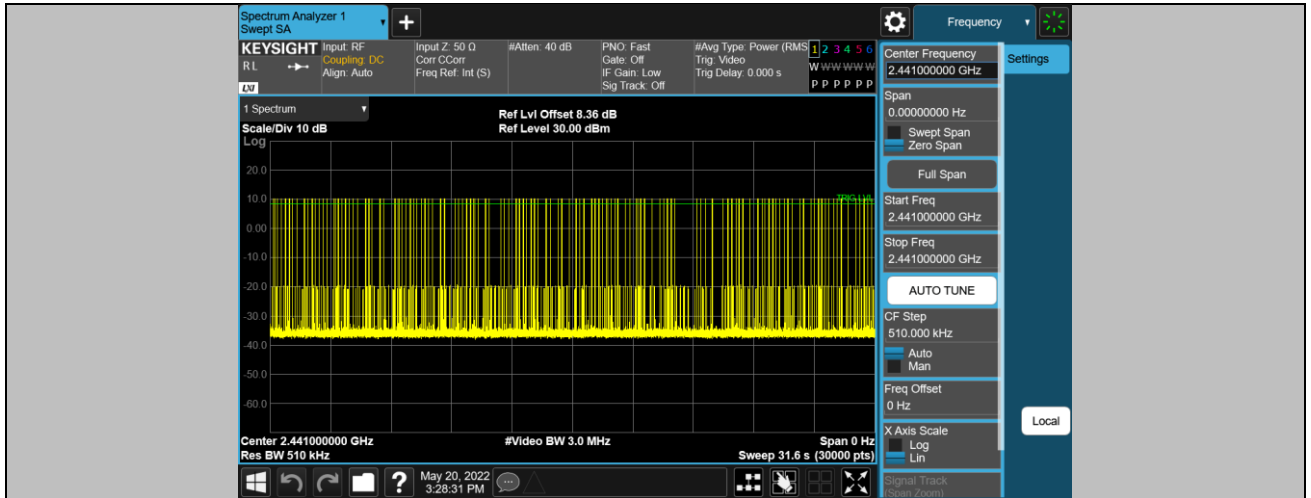 Spectrum Analyzer 1
Swept SA
Frequency
KEYSIGHT
RL
LXI
Input: RF
Coupling: DC
Align: Auto
Input Z: 50 Ω
Corr CCorr
Freq Ref: Int (S)
#Atten: 40 dB
PNO: Fast
Gate: Off
IF Gain: Low
Sig Track: Off
#Avg Type: Power (RMS
Trig: Video
Trig Delay: 0.000 s
1 2 3 4 5 6
W W W W W W
P P P P P P
1 Spectrum
Scale/Div 10 dB
Ref Lvl Offset 8.36 dB
Ref Level 30.00 dBm
Log
20.0
10.0
0.00
-10.0
-20.0
-30.0
-40.0
-50.0
-60.0
TRIG LVL
Center 2.441000000 GHz
#Video BW 3.0 MHz
Span 0 Hz
Res BW 510 kHz
Sweep 31.6 s (30000 pts)
?
May 20, 2022
3:28:31 PM
Center Frequency
2.441000000 GHz
Settings
Span
0.00000000 Hz
Swept Span
Zero Span
Full Span
Start Freq
2.441000000 GHz
Stop Freq
2.441000000 GHz
AUTO TUNE
CF Step
510.000 kHz
Auto
Man
Freq Offset
0 Hz
X Axis Scale
Log
Lin
Local
Signal Track
(Span Zoom)